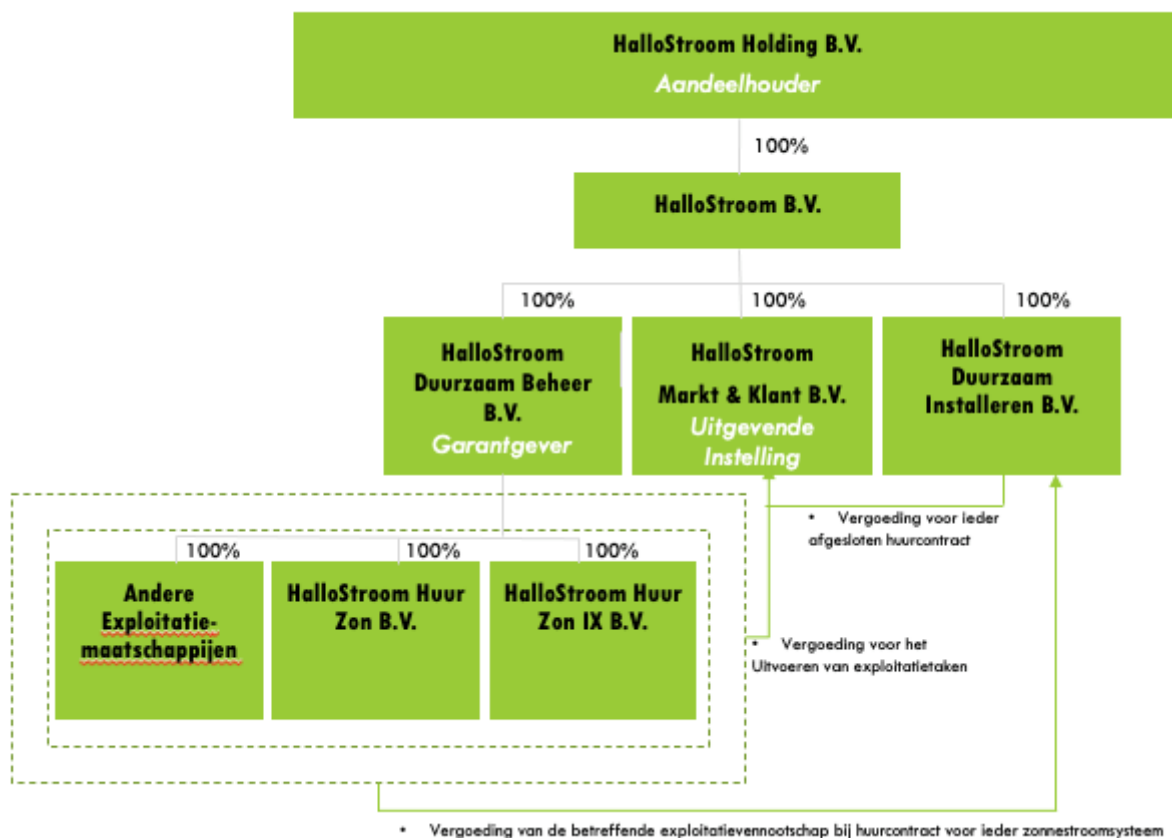 HalloStroom Holding B.V.
Aandeelhouder
100%
HalloStroom B.V.
100%
100%
100%
HalloStroom
Duurzaam Beheer
B.V.
Garantgever
HalloStroom
Markt & Klant B.V.
Uitgevende
Instelling
HalloStroom
Duurzaam
Installeren B.V.
• Vergoeding voor ieder
afgesloten huurcontract
100%
100%
100%
Andere
Exploitatie-
maatschappijen
HalloStroom Huur
Zon B.V.
HalloStroom Huur
Zon IX B.V.
• Vergoeding voor het
Uitvoeren van exploitatietaken
• Vergoeding van de betreffende exploitatievennootschap bij huurcontract voor ieder zonnestroomsysteem